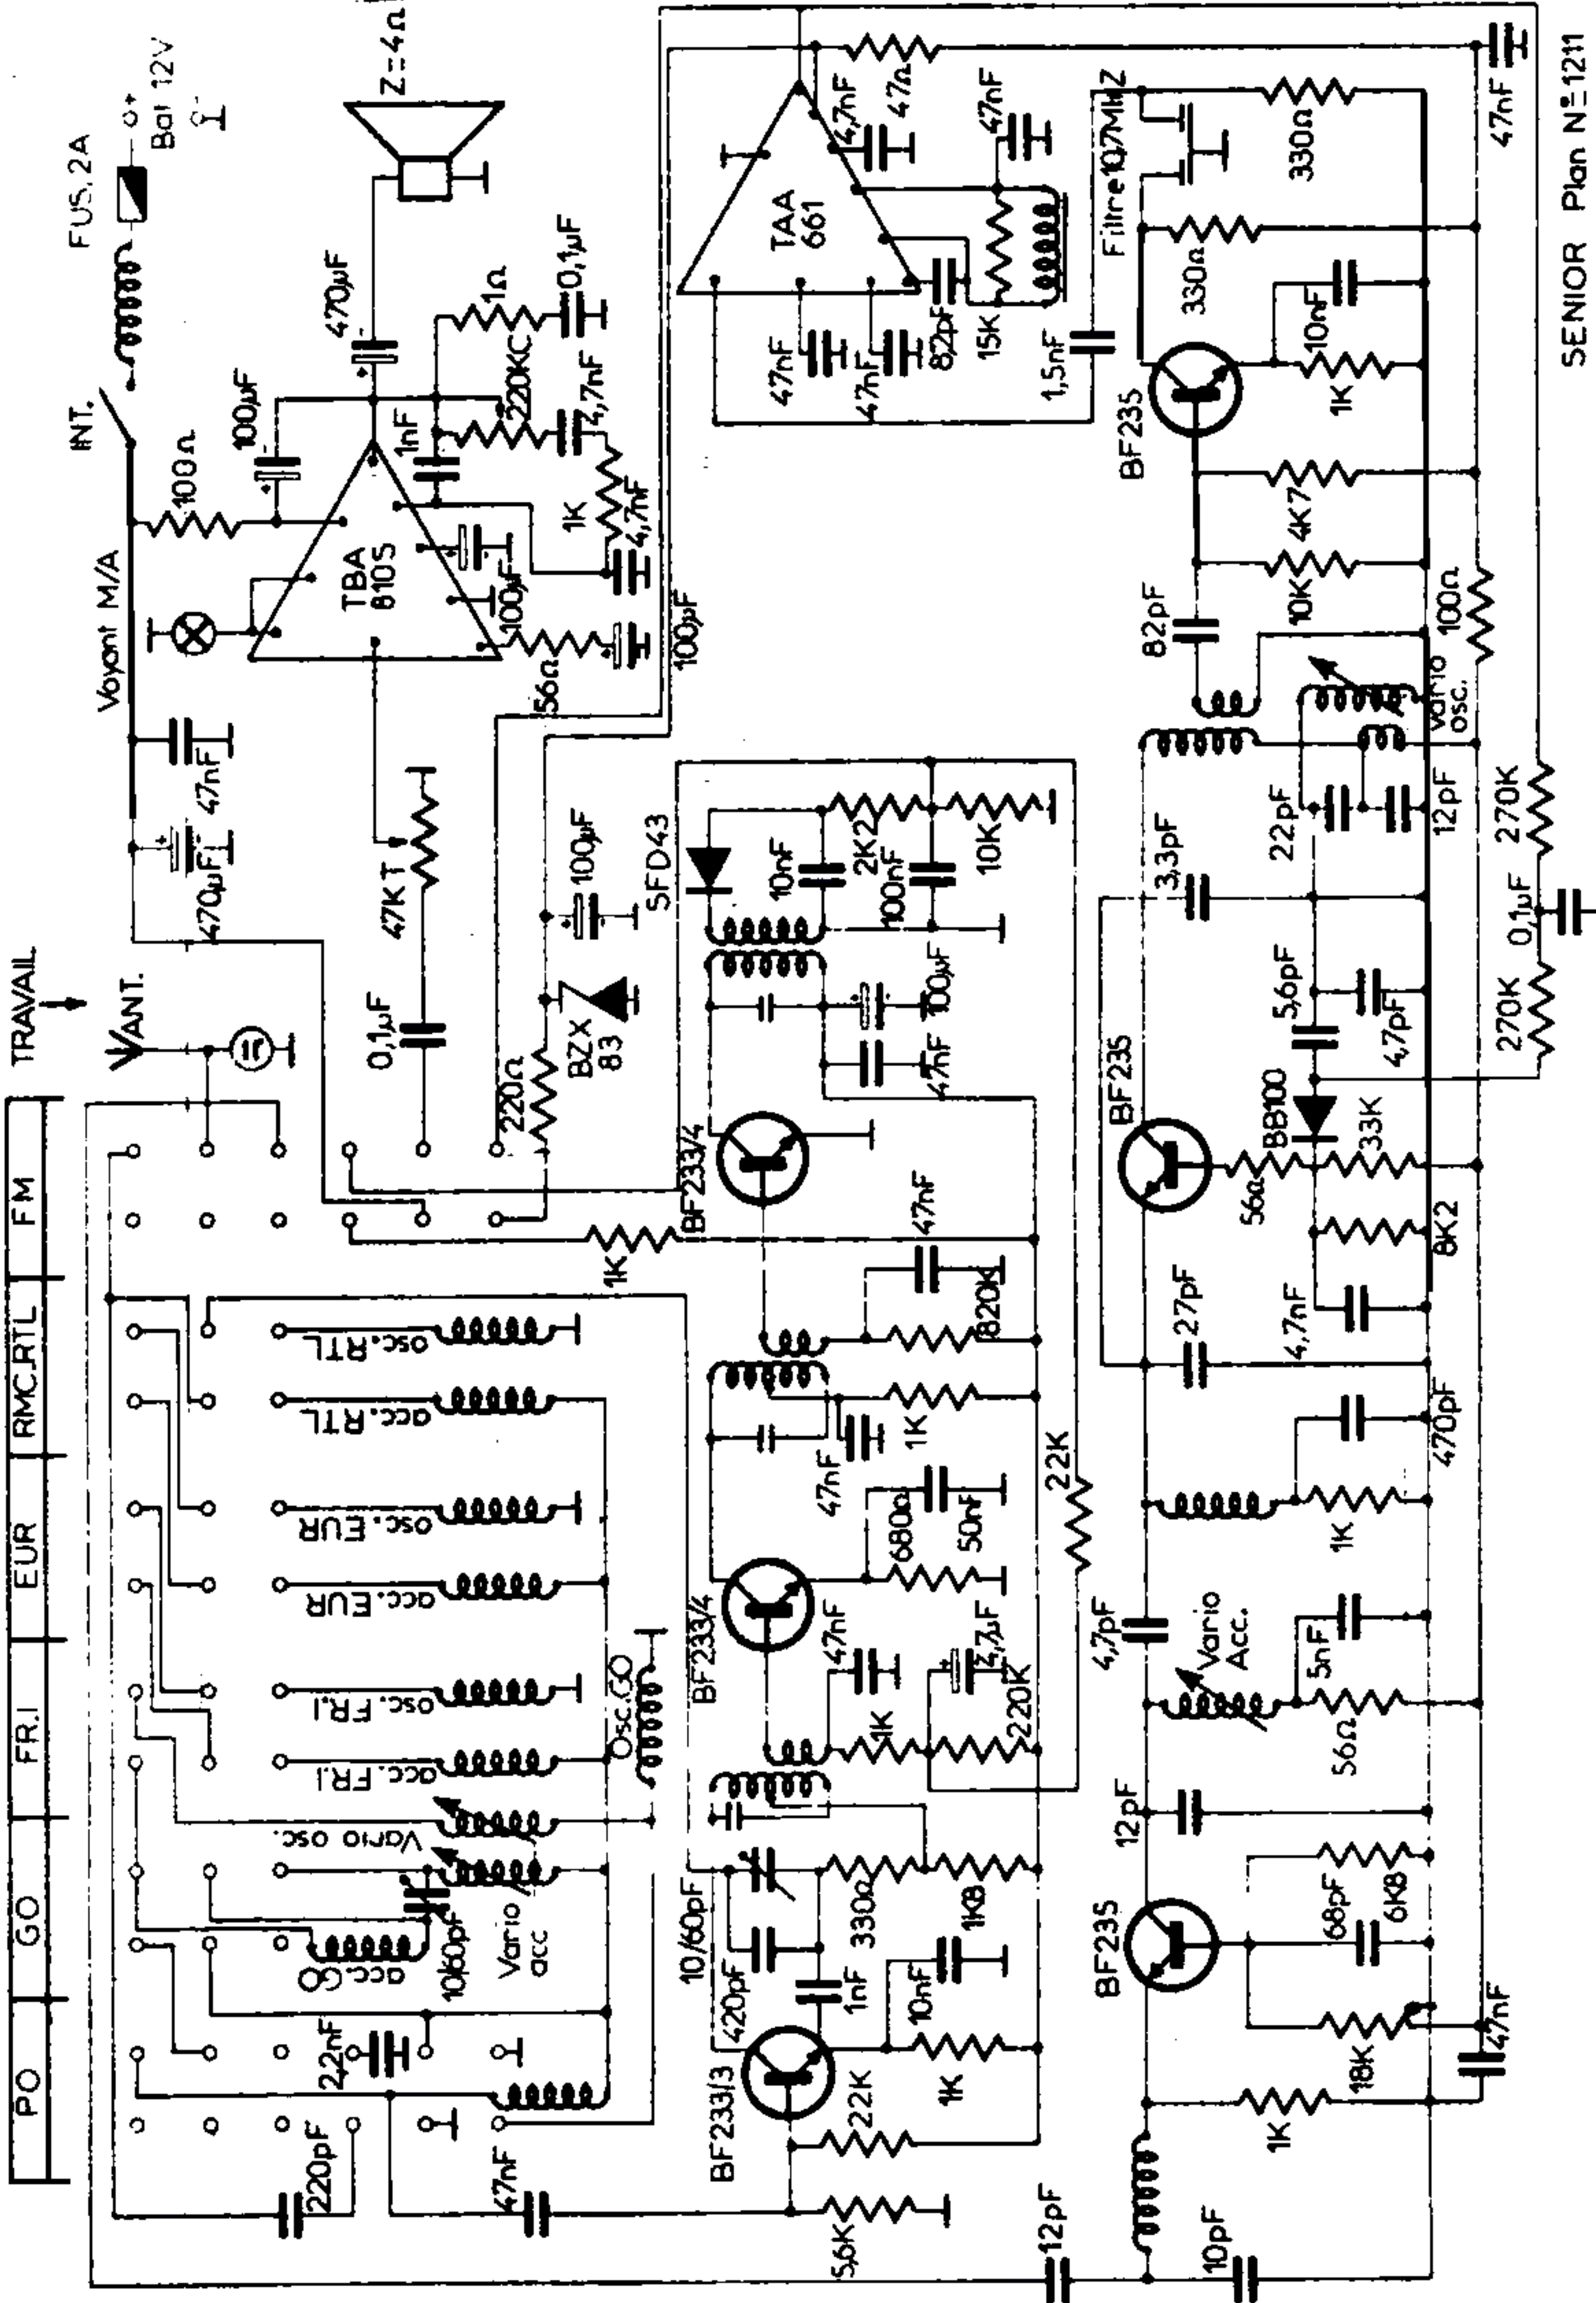 PO
GO
FR.I
EUR
RMC.RTL
FM
TRAVAIL
ANT.
INT.
FUS.2A
Bat 12V
Voyant M/A
470µF
47nF
100Ω
100µF
TBA
810S
470µF
Z=4Ω
1nF
1Ω
220KC
0,1µF
4,7nF
1K
4,7nF
100µF
56Ω
100µF
47KT
0,1µF
220Ω
BZX
83
100µF
220pF
2,2nF
47nF
acc. GO
10/60pF
Vario
acc
Vario osc.
acc.FR.I
osc.FR.I
Osc.GO
acc.EUR
osc.EUR
acc.RTL
osc.RTL
1K
BF233/3
22K
5,6K
420pF
10/60pF
1nF
10nF
1K
330Ω
1K8
BF233/4
1K
47nF
4,7µF
220K
680Ω
50nF
22K
47nF
1K
BF233/4
47nF
820K
47nF
100µF
SFD43
10nF
2K2
100nF
10K
TAA
661
47nF
47nF
82pF
15K
4,7nF
47Ω
47nF
1,5nF
Filtre10,7MHZ
12pF
10pF
1K
BF235
18K
47nF
68pF
6K8
12pF
56Ω
5nF
Vario
Acc.
4,7pF
1K
470pF
27pF
4,7nF
8K2
BF235
56Ω
33K
BB100
5,6pF
4,7pF
3,3pF
22pF
12pF
vario
osc.
270K
0,1µF
270K
82pF
10K
4K7
100Ω
BF235
1K
10nF
330Ω
330Ω
47nF
SENIOR Plan Nº=1211